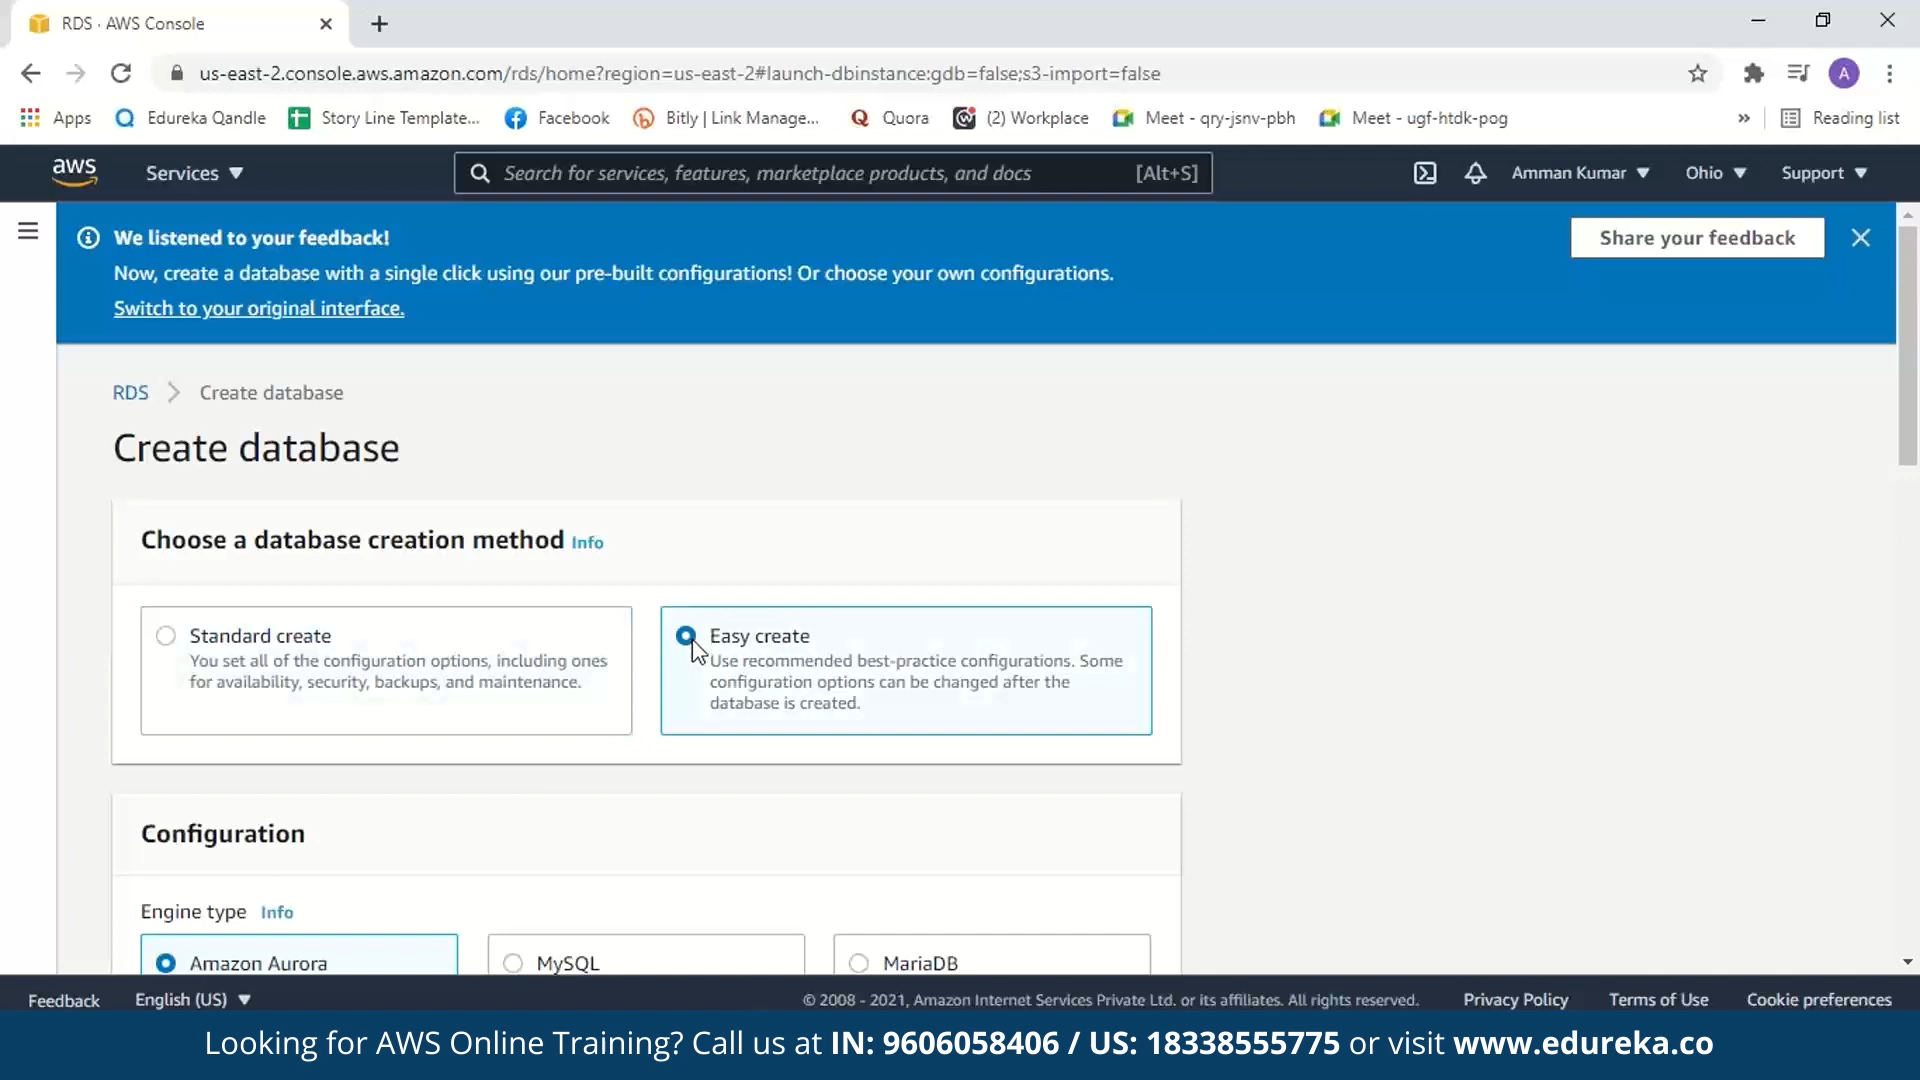 RDS · AWS Console
us-east-2.console.aws.amazon.com/rds/home?region=us-east-2#launch-dbinstance:gdb=false;s3-import=false
A
Apps Edureka Qandle Story Line Template... Facebook Bitly | Link Manage... Quora (2) Workplace Meet - qry-jsnv-pbh Meet - ugf-htdk-pog » Reading list
aws Services Search for services, features, marketplace products, and docs [Alt+S] Amman Kumar Ohio Support
We listened to your feedback! Share your feedback
Now, create a database with a single click using our pre-built configurations! Or choose your own configurations.
Switch to your original interface.
RDS > Create database
Create database
Choose a database creation method Info
Standard create
You set all of the configuration options, including ones
for availability, security, backups, and maintenance.
Easy create
Use recommended best-practice configurations. Some
configuration options can be changed after the
database is created.
Configuration
Engine type Info
Amazon Aurora MySQL MariaDB
Feedback English (US) © 2008 - 2021, Amazon Internet Services Private Ltd. or its affiliates. All rights reserved. Privacy Policy Terms of Use Cookie preferences
Looking for AWS Online Training? Call us at IN: 9606058406 / US: 18338555775 or visit www.edureka.co